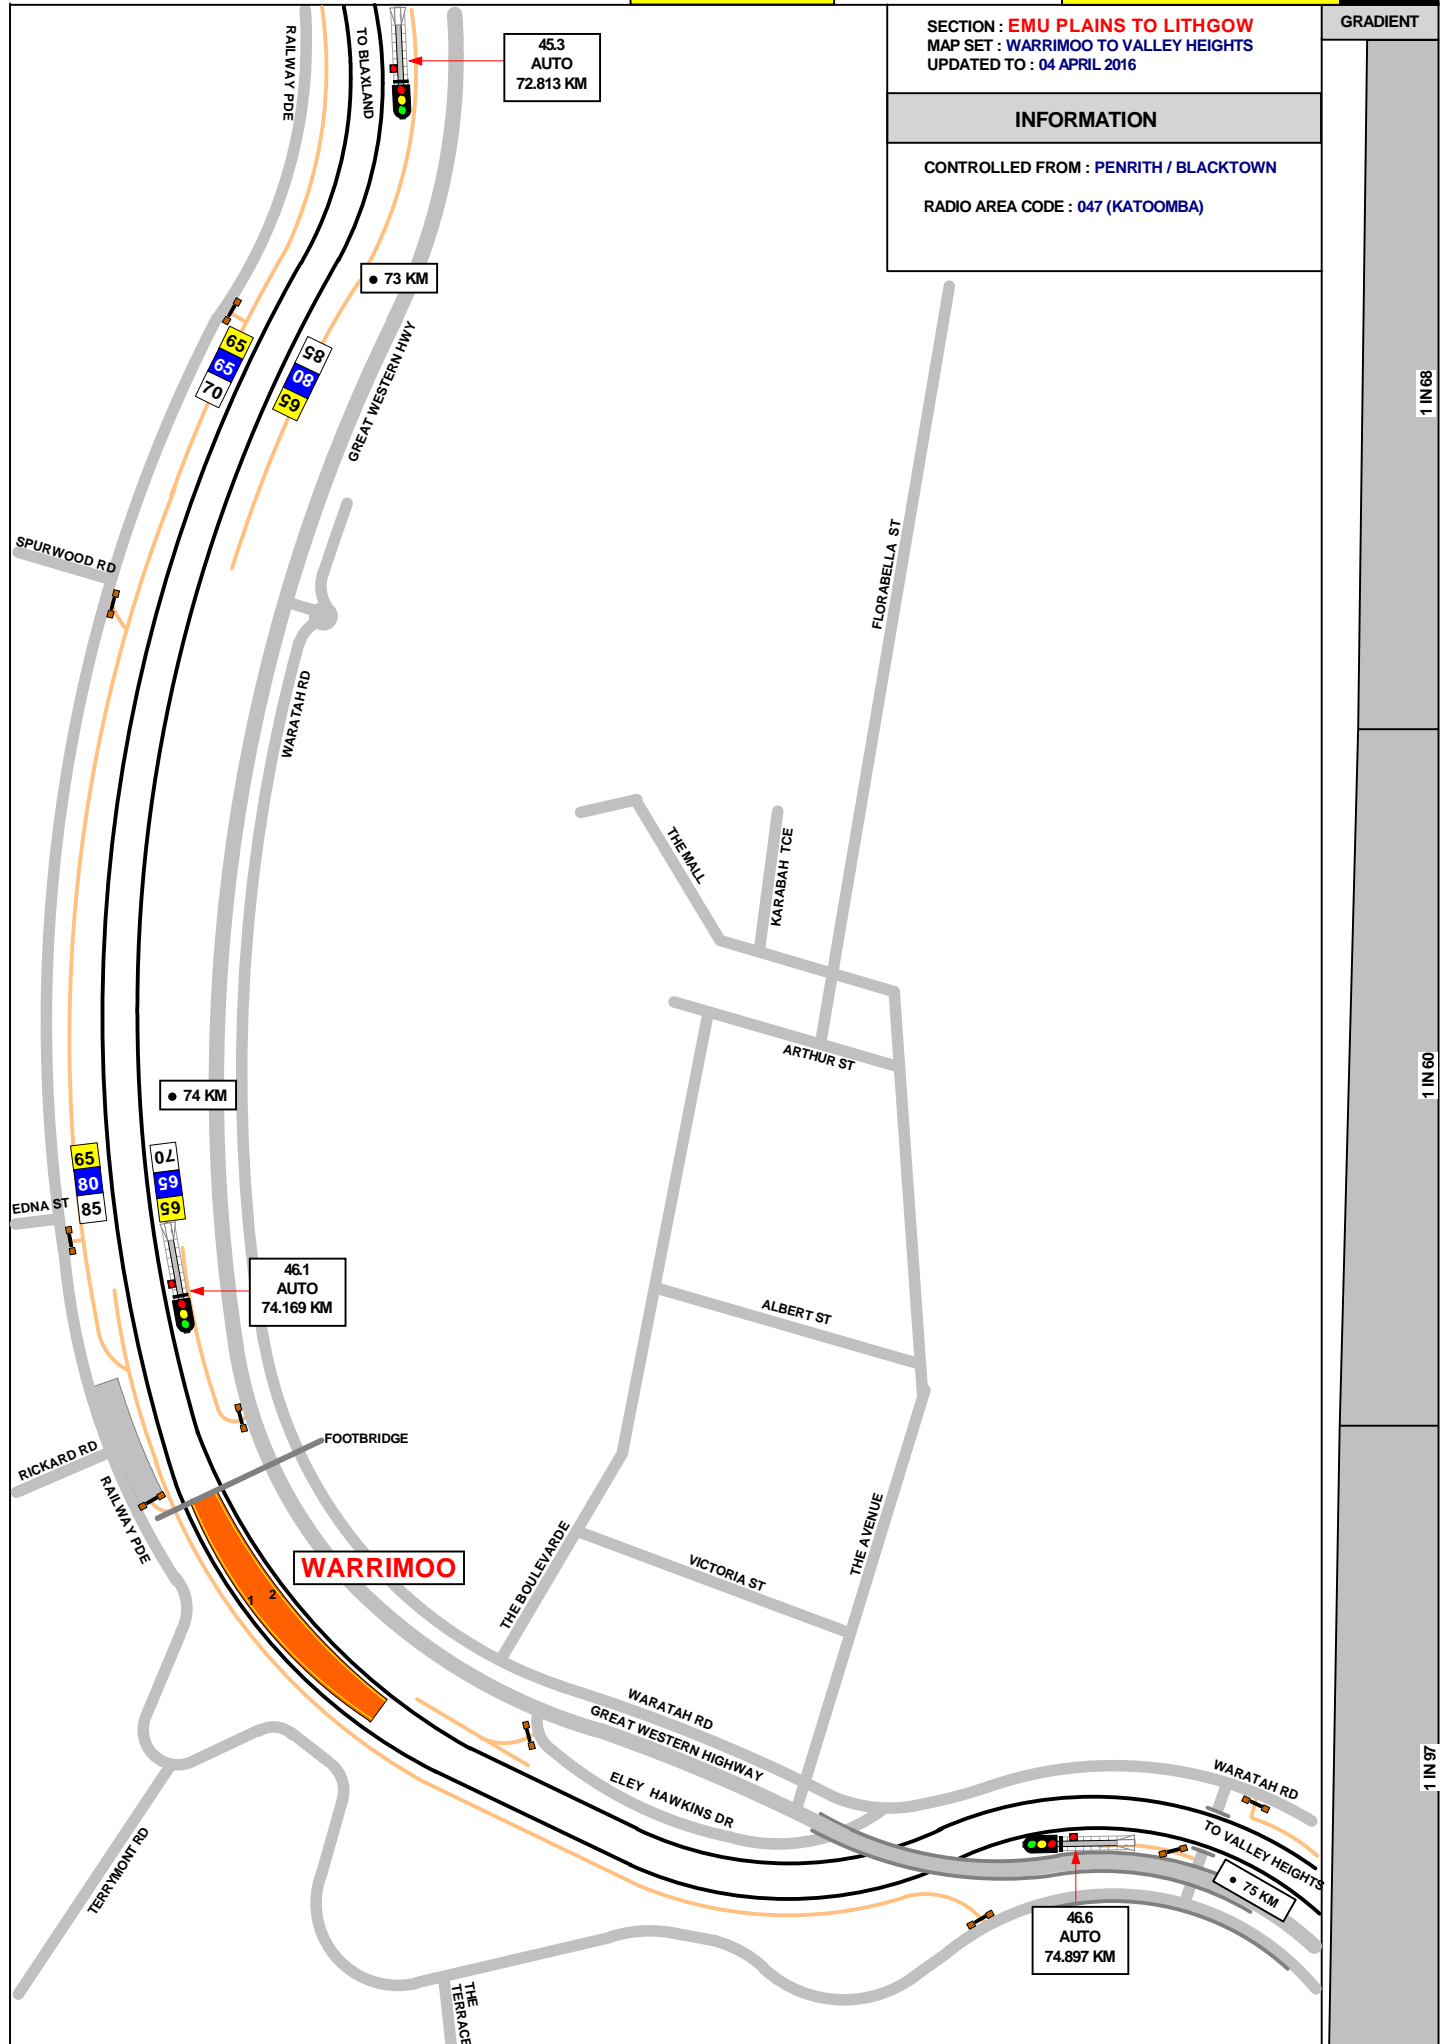 SECTION : EMU PLAINS TO LITHGOW
MAP SET : WARRIMOO TO VALLEY HEIGHTS
UPDATED TO : 04 APRIL 2016
GRADIENT
INFORMATION
CONTROLLED FROM : PENRITH / BLACKTOWN
RADIO AREA CODE : 047 (KATOOMBA)
RAILWAY PDE
TO BLAXLAND
45.3
AUTO
72.813 KM
• 73 KM
65
65
70
85
80
65
GREAT WESTERN HWY
1 IN 68
SPURWOOD RD
FLORABELLA ST
WARATAH RD
THE MALL
KARABAH TCE
ARTHUR ST
1 IN 60
• 74 KM
65
80
85
70
65
65
EDNA ST
46.1
AUTO
74.169 KM
ALBERT ST
FOOTBRIDGE
RICKARD RD
RAILWAY PDE
WARRIMOO
1
2
THE BOULEVARDE
VICTORIA ST
THE AVENUE
WARATAH RD
GREAT WESTERN HIGHWAY
ELEY HAWKINS DR
WARATAH RD
TO VALLEY HEIGHTS
1 IN 97
• 75 KM
TERRYMONT RD
46.6
AUTO
74.897 KM
THE
TERRACE